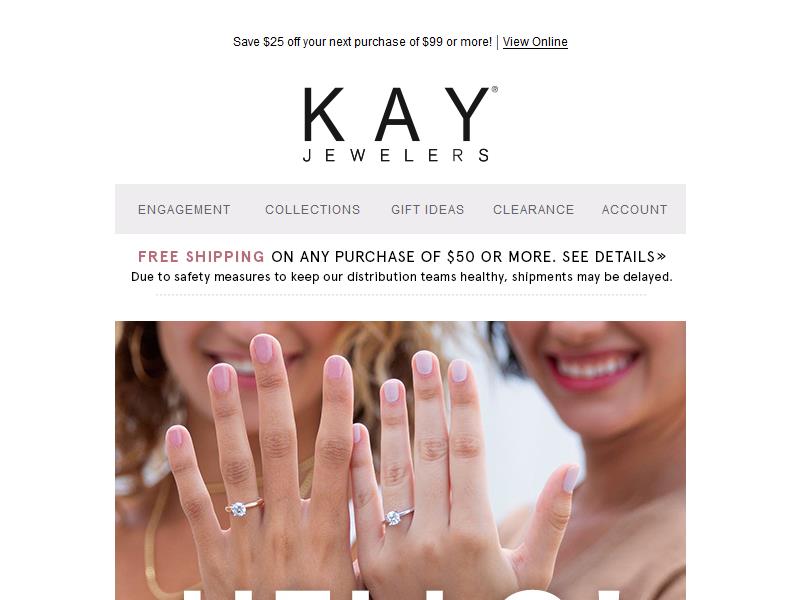 Save $25 off your next purchase of $99 or more! | View Online
KAY®
JEWELERS
ENGAGEMENT COLLECTIONS GIFT IDEAS CLEARANCE ACCOUNT
FREE SHIPPING ON ANY PURCHASE OF $50 OR MORE. SEE DETAILS»
Due to safety measures to keep our distribution teams healthy, shipments may be delayed.